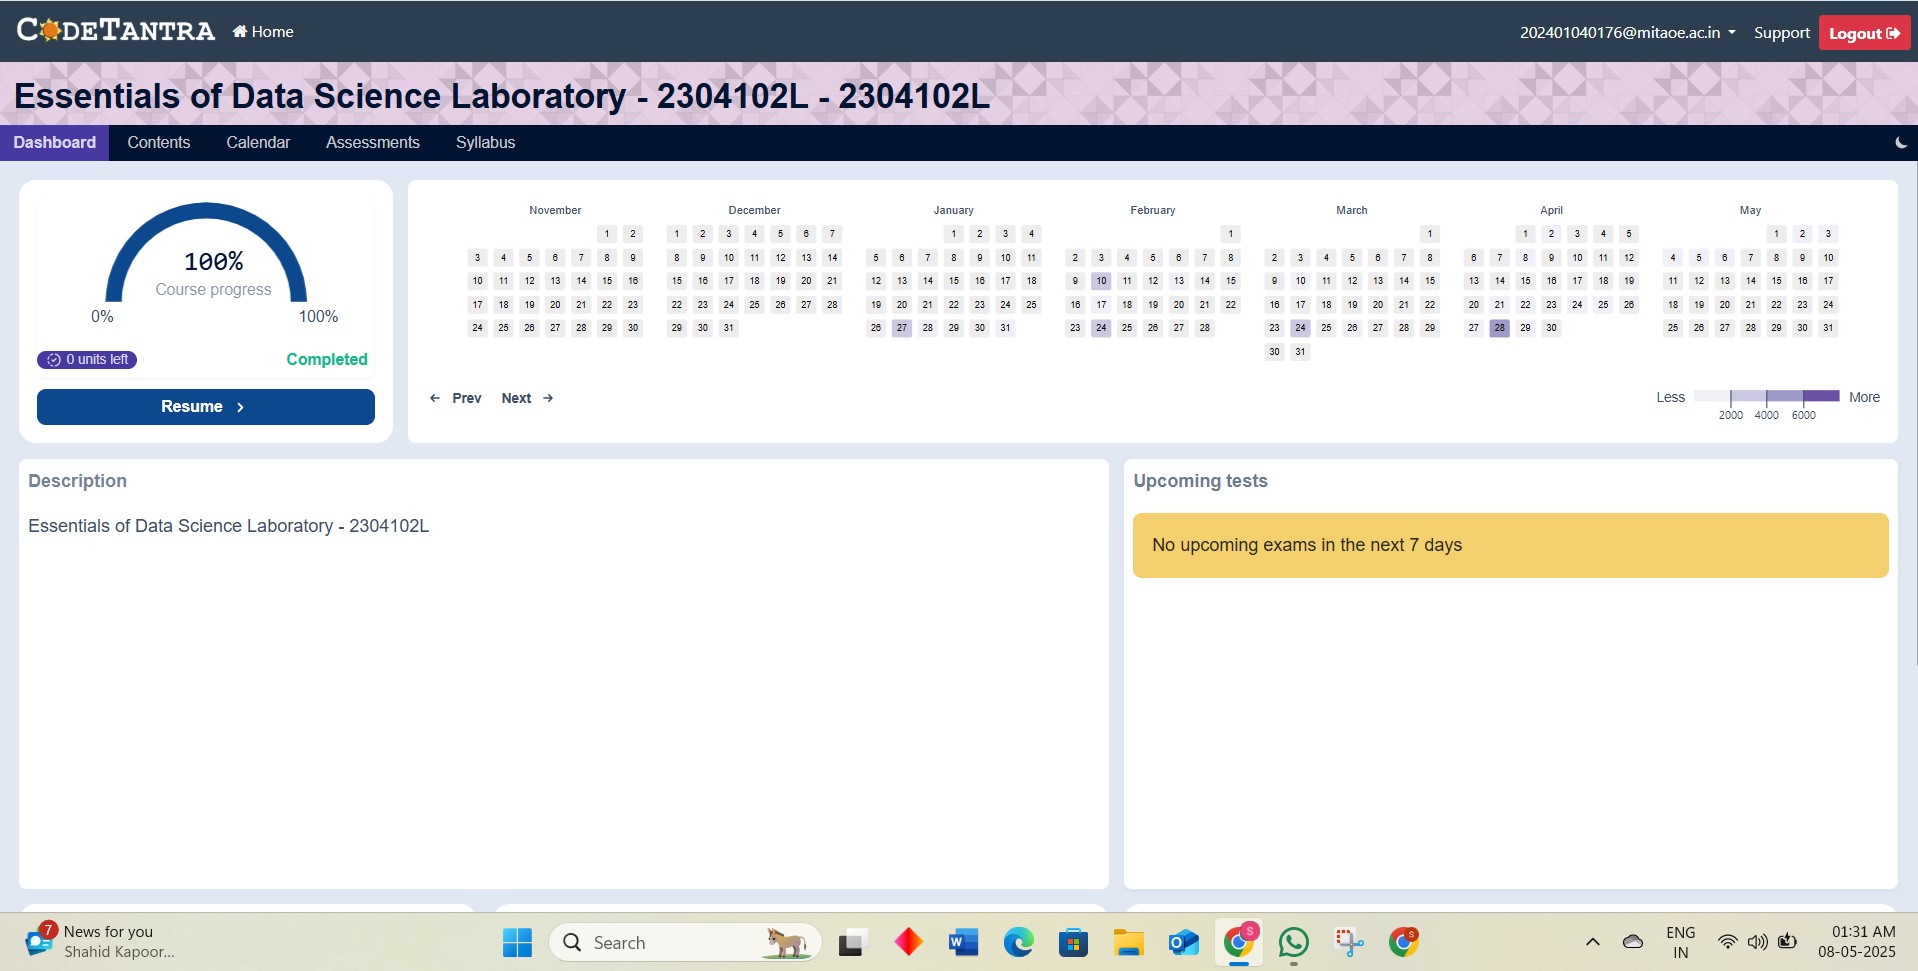 CODETANTRA Home 202401040176@mitaoe.ac.in Support Logout
Essentials of Data Science Laboratory - 2304102L - 2304102L
Dashboard Contents Calendar Assessments Syllabus
100%
Course progress
0% 100%
0 units left Completed
Resume
November December January February March April May
1 2 1 2 3 4 5 6 7 1 2 3 4 1 1 1 2 3 4 5 1 2 3
3 4 5 6 7 8 9 8 9 10 11 12 13 14 5 6 7 8 9 10 11 2 3 4 5 6 7 8 2 3 4 5 6 7 8 6 7 8 9 10 11 12 4 5 6 7 8 9 10
10 11 12 13 14 15 16 15 16 17 18 19 20 21 12 13 14 15 16 17 18 9 10 11 12 13 14 15 9 10 11 12 13 14 15 13 14 15 16 17 18 19 11 12 13 14 15 16 17
17 18 19 20 21 22 23 22 23 24 25 26 27 28 19 20 21 22 23 24 25 16 17 18 19 20 21 22 16 17 18 19 20 21 22 20 21 22 23 24 25 26 18 19 20 21 22 23 24
24 25 26 27 28 29 30 29 30 31 26 27 28 29 30 31 23 24 25 26 27 28 23 24 25 26 27 28 29 27 28 29 30 25 26 27 28 29 30 31
30 31
← Prev Next →
Less More
2000 4000 6000
Description
Essentials of Data Science Laboratory - 2304102L
Upcoming tests
No upcoming exams in the next 7 days
7
News for you
Shahid Kapoor...
Search
W
S
S
ENG
IN
01:31 AM
08-05-2025